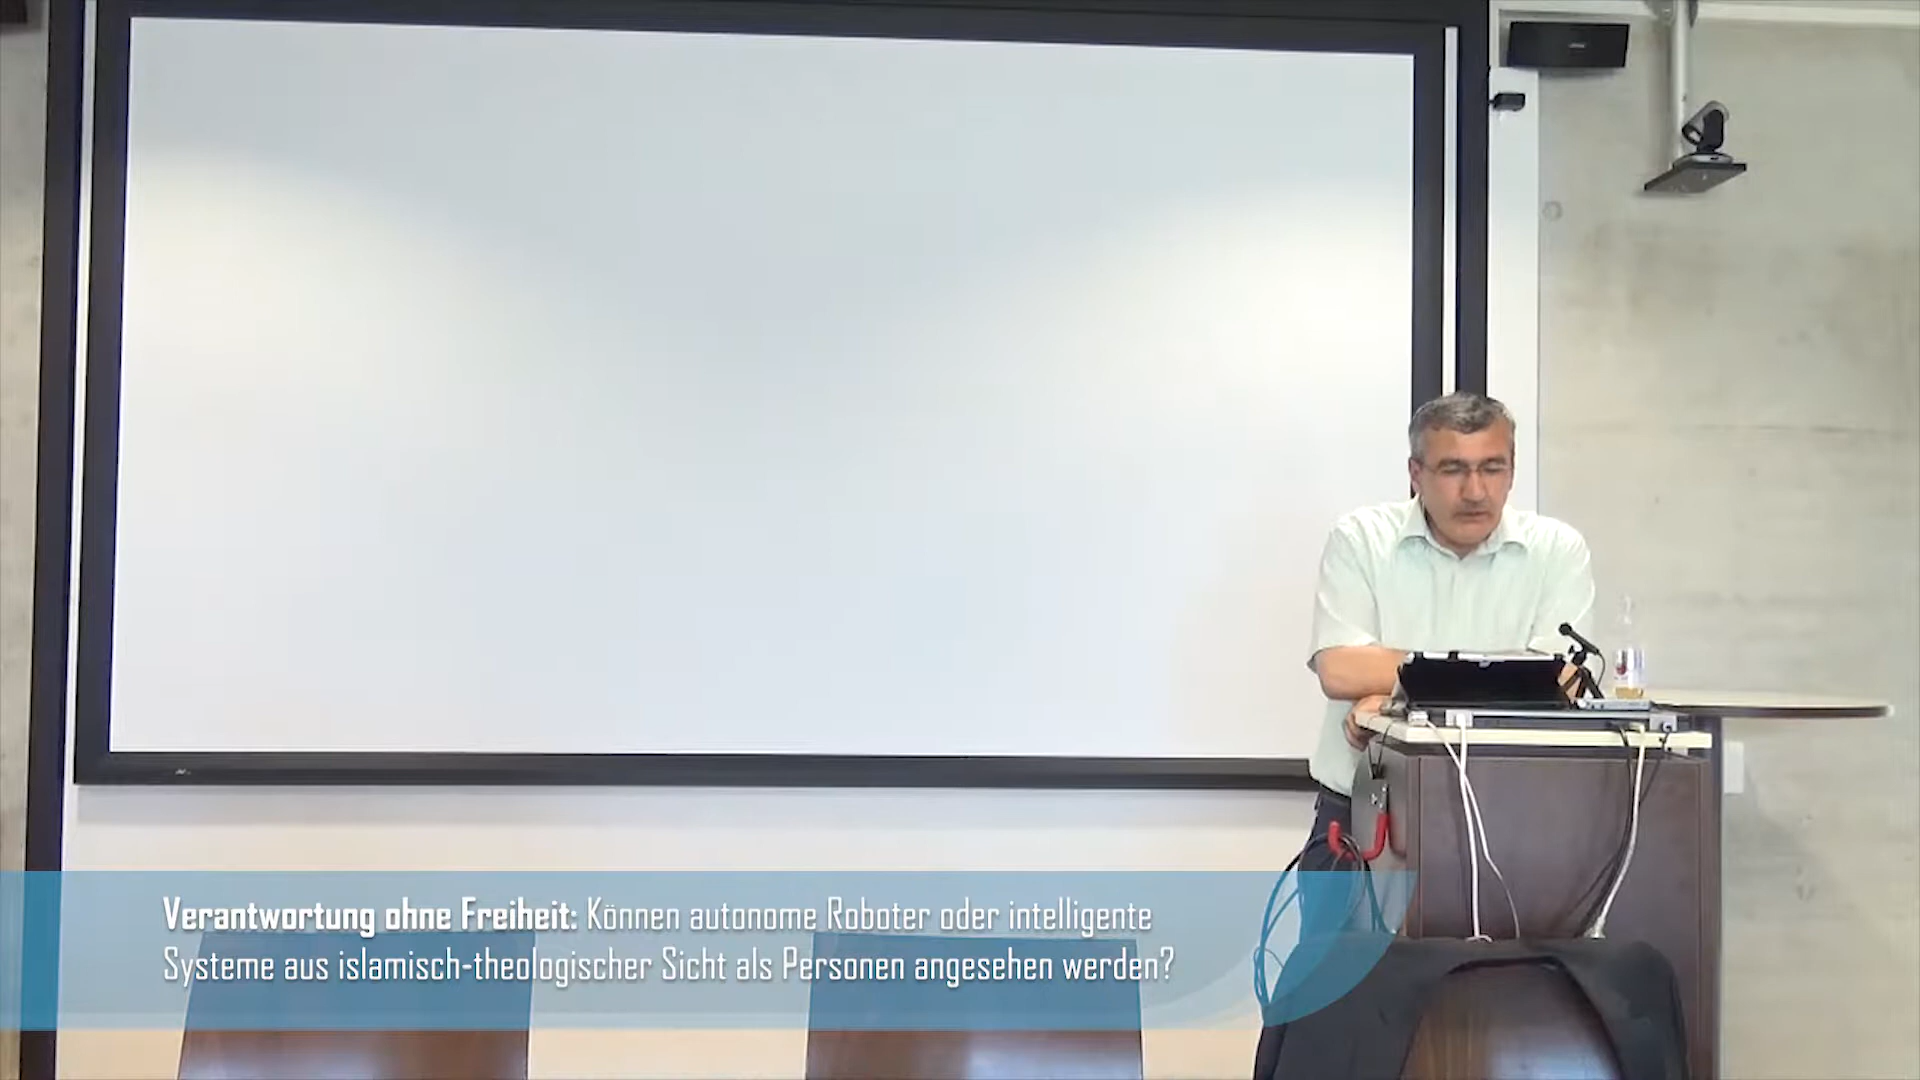 Verantwortung ohne Freiheit: Können autonome Roboter oder intelligente
Systeme aus islamisch-theologischer Sicht als Personen angesehen werden?